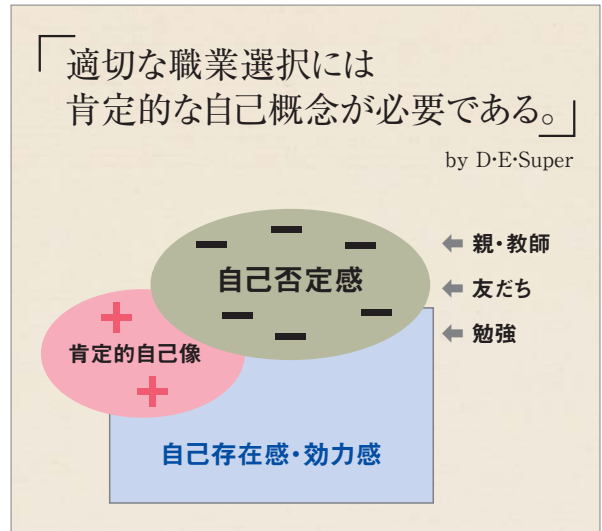 「適切な職業選択には
肯定的な自己概念が必要である。」
by D·E·Super
自己否定感
肯定的自己像
自己存在感・効力感
親・教師
友だち
勉強